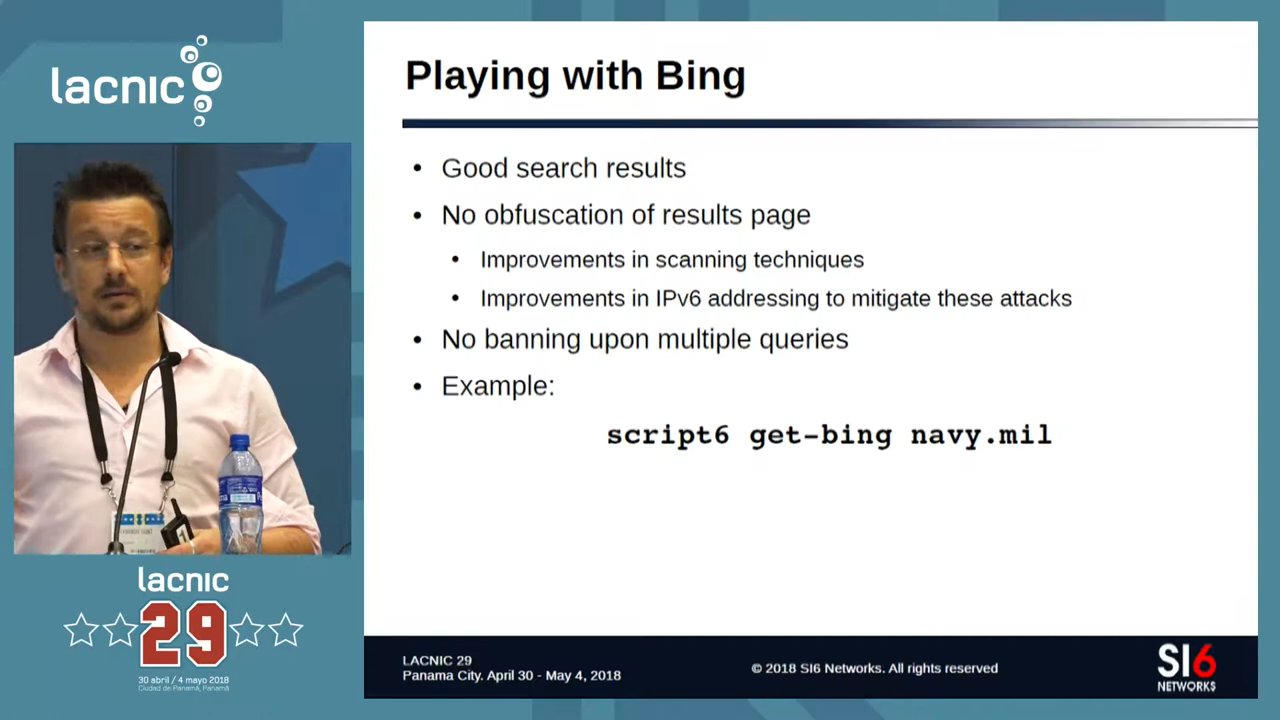 lacnic
Playing with Bing
• Good search results
• No obfuscation of results page
• Improvements in scanning techniques
• Improvements in IPv6 addressing to mitigate these attacks
• No banning upon multiple queries
• Example:
script6 get-bing navy.mil
lacnic
29
30 abril / 4 mayo 2018
Ciudad de Panamá, Panamá
LACNIC 29
Panama City. April 30 - May 4, 2018
© 2018 SI6 Networks. All rights reserved
SI6
NETWORKS